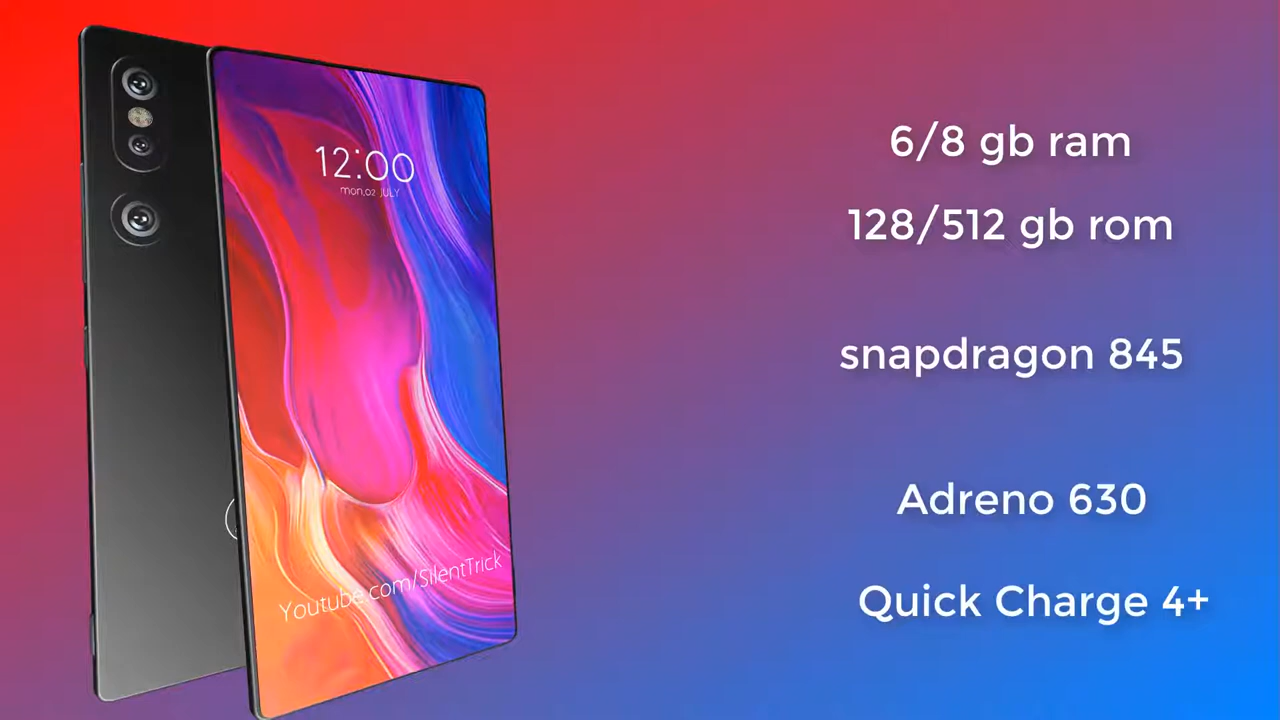 12:00
mon,02 JULY
Youtube.com/SilentTrick
6/8 gb ram
128/512 gb rom
snapdragon 845
Adreno 630
Quick Charge 4+